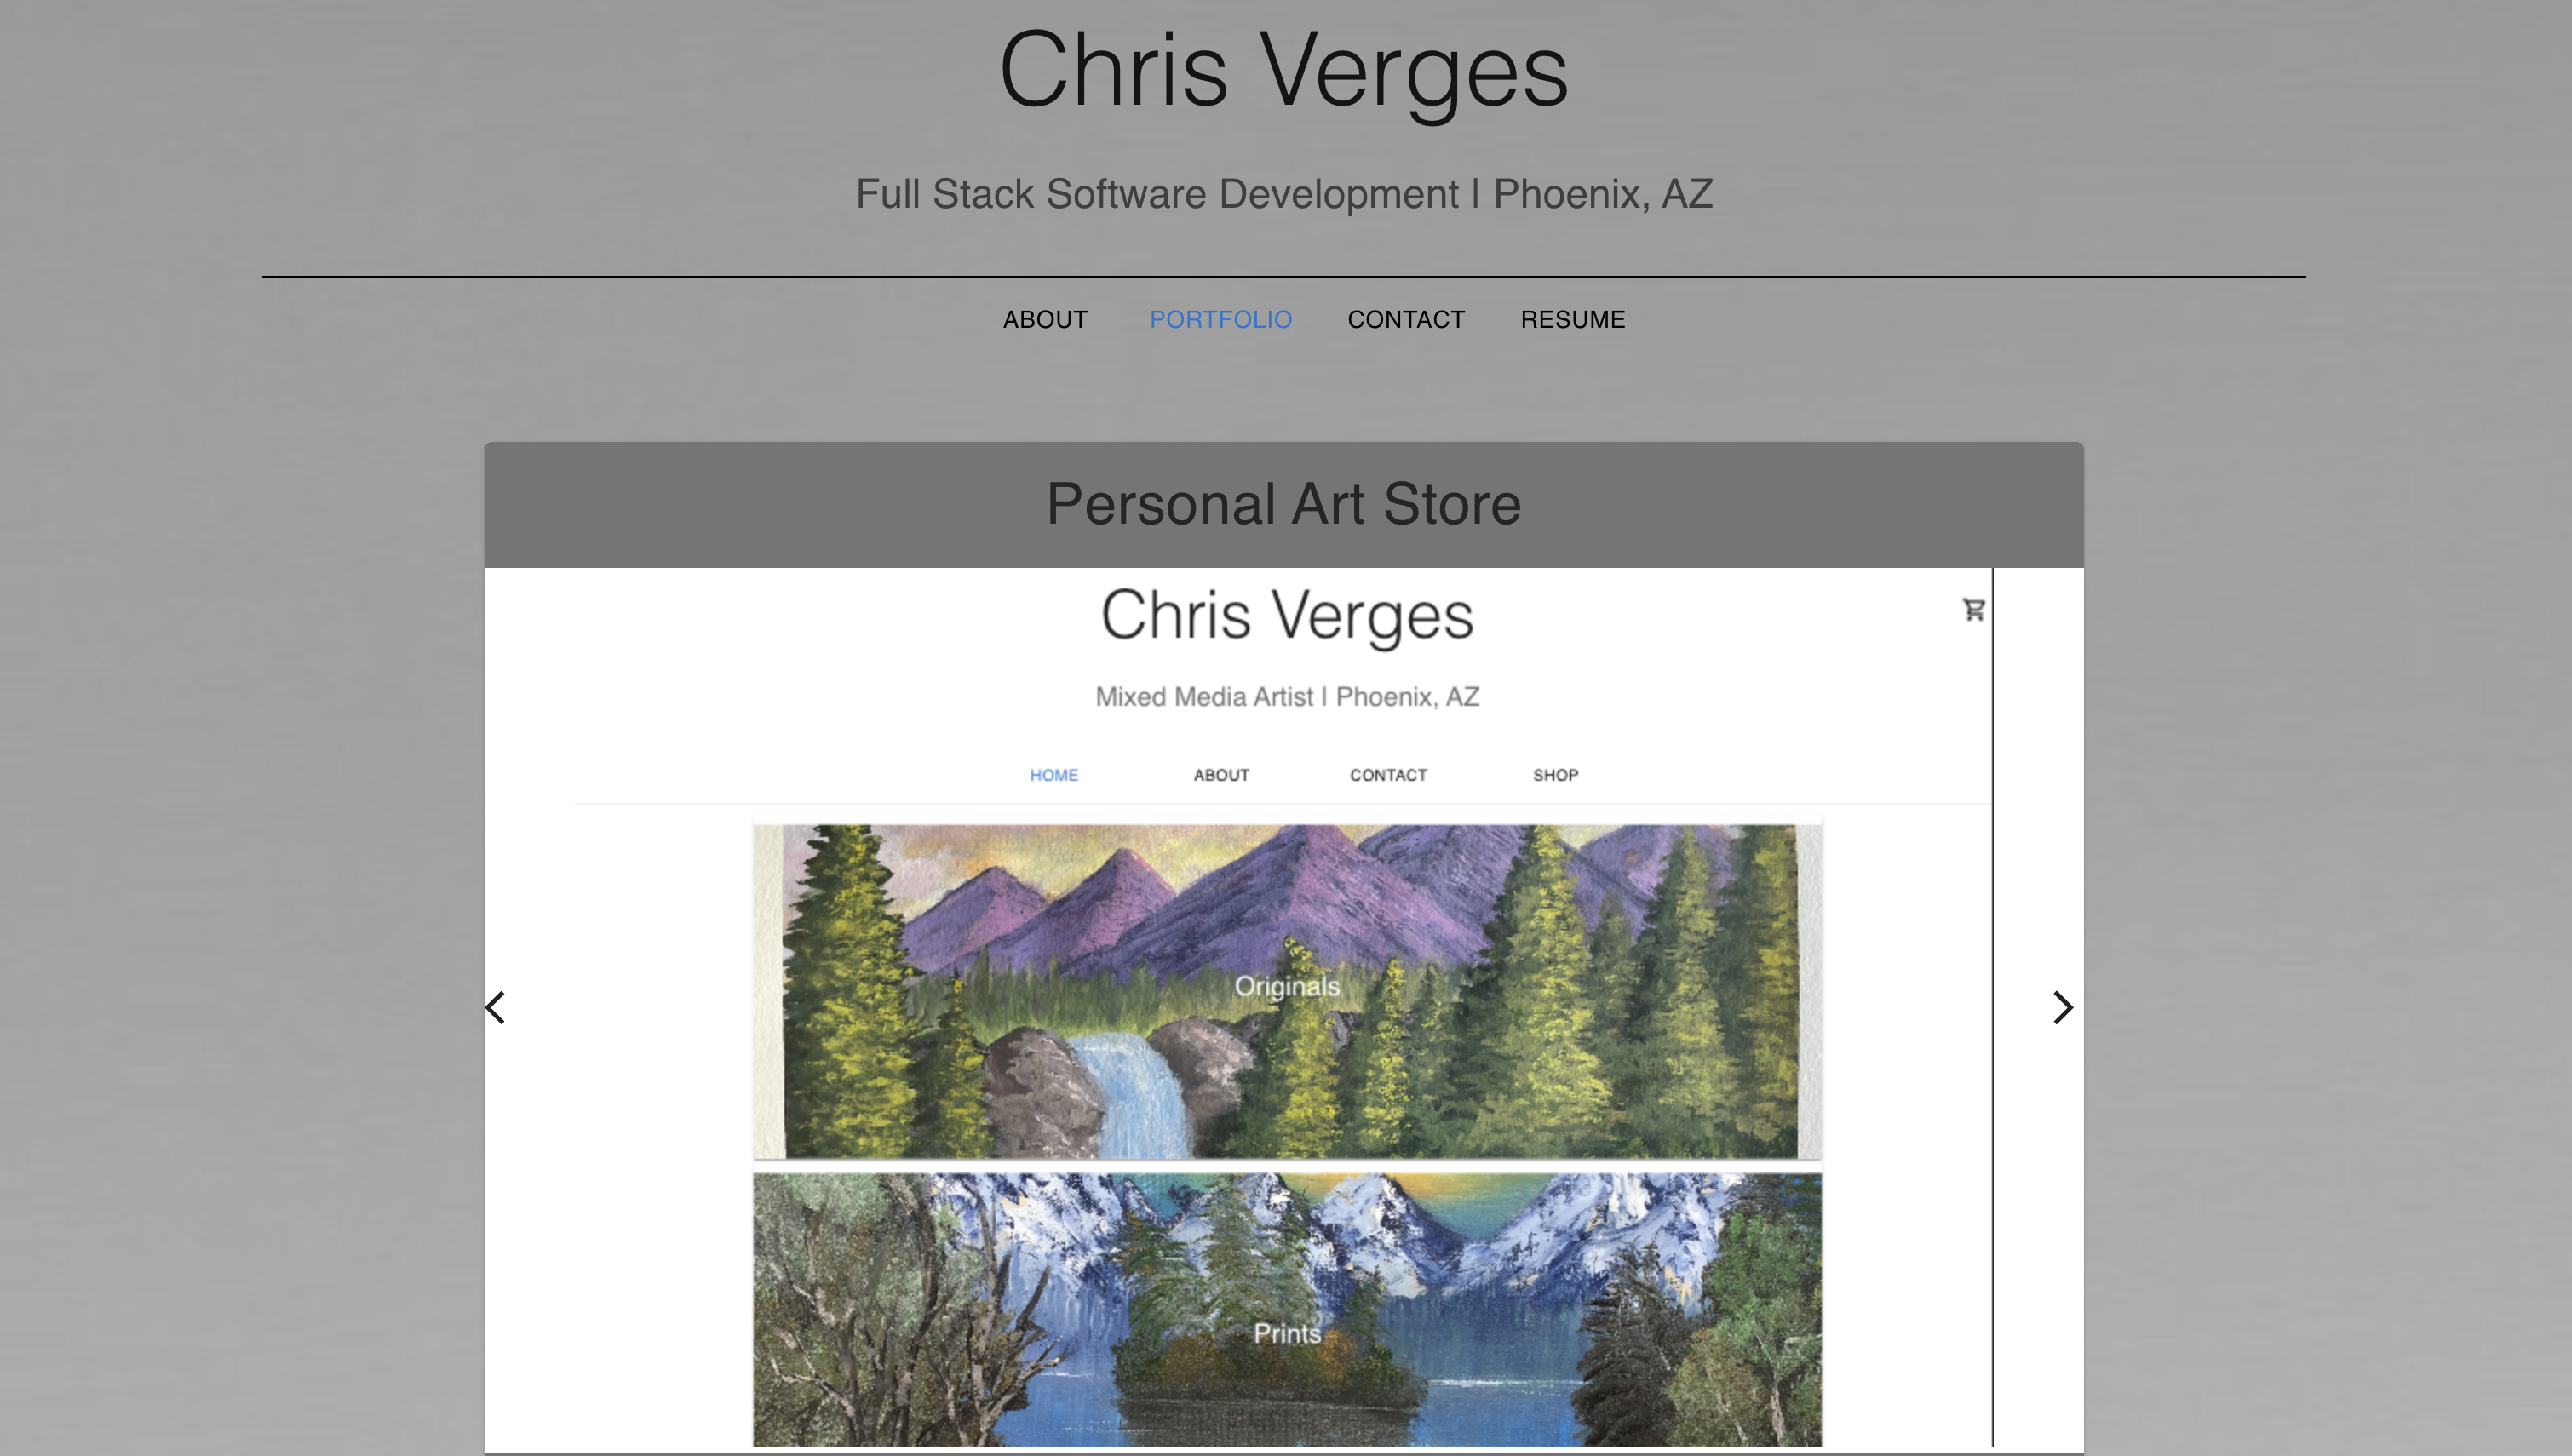 Chris Verges
Full Stack Software Development | Phoenix, AZ
ABOUT PORTFOLIO CONTACT RESUME
Personal Art Store
Chris Verges
Mixed Media Artist | Phoenix, AZ
HOME ABOUT CONTACT SHOP
Originals
Prints